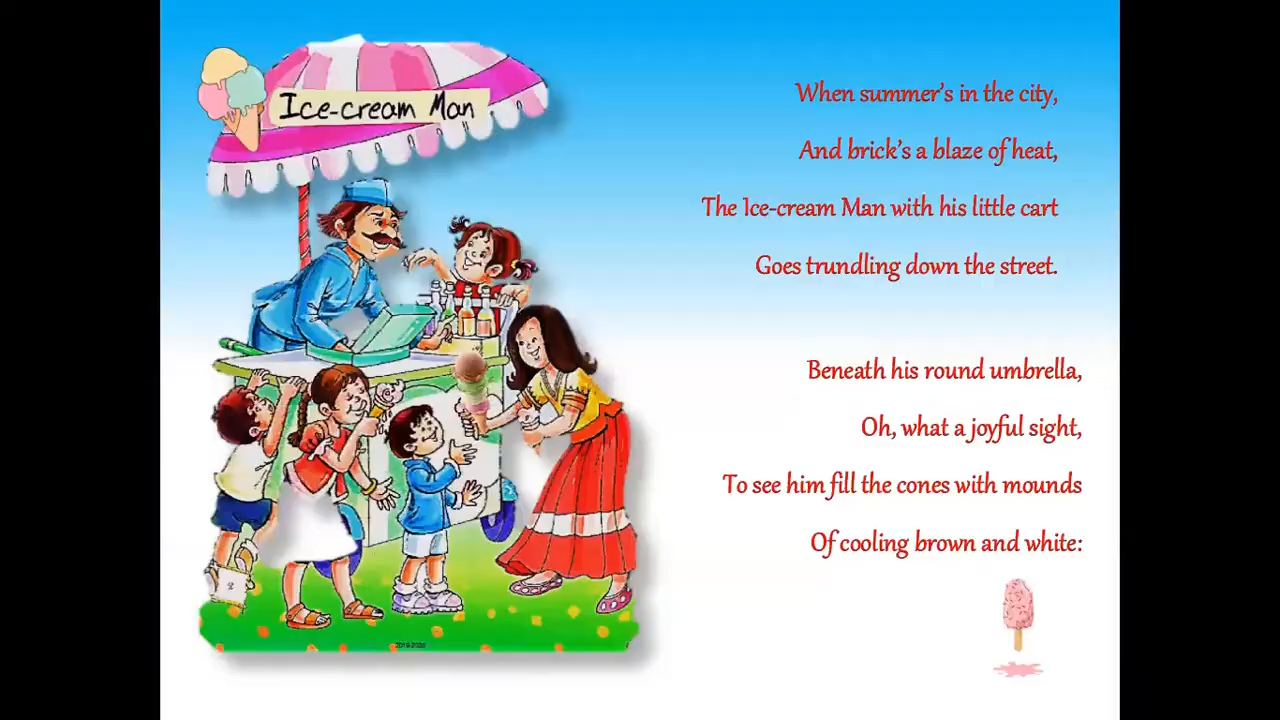 Ice-cream Man
When summer's in the city,
And brick's a blaze of heat,
The Ice-cream Man with his little cart
Goes trundling down the street.
Beneath his round umbrella,
Oh, what a joyful sight,
To see him fill the cones with mounds
Of cooling brown and white: